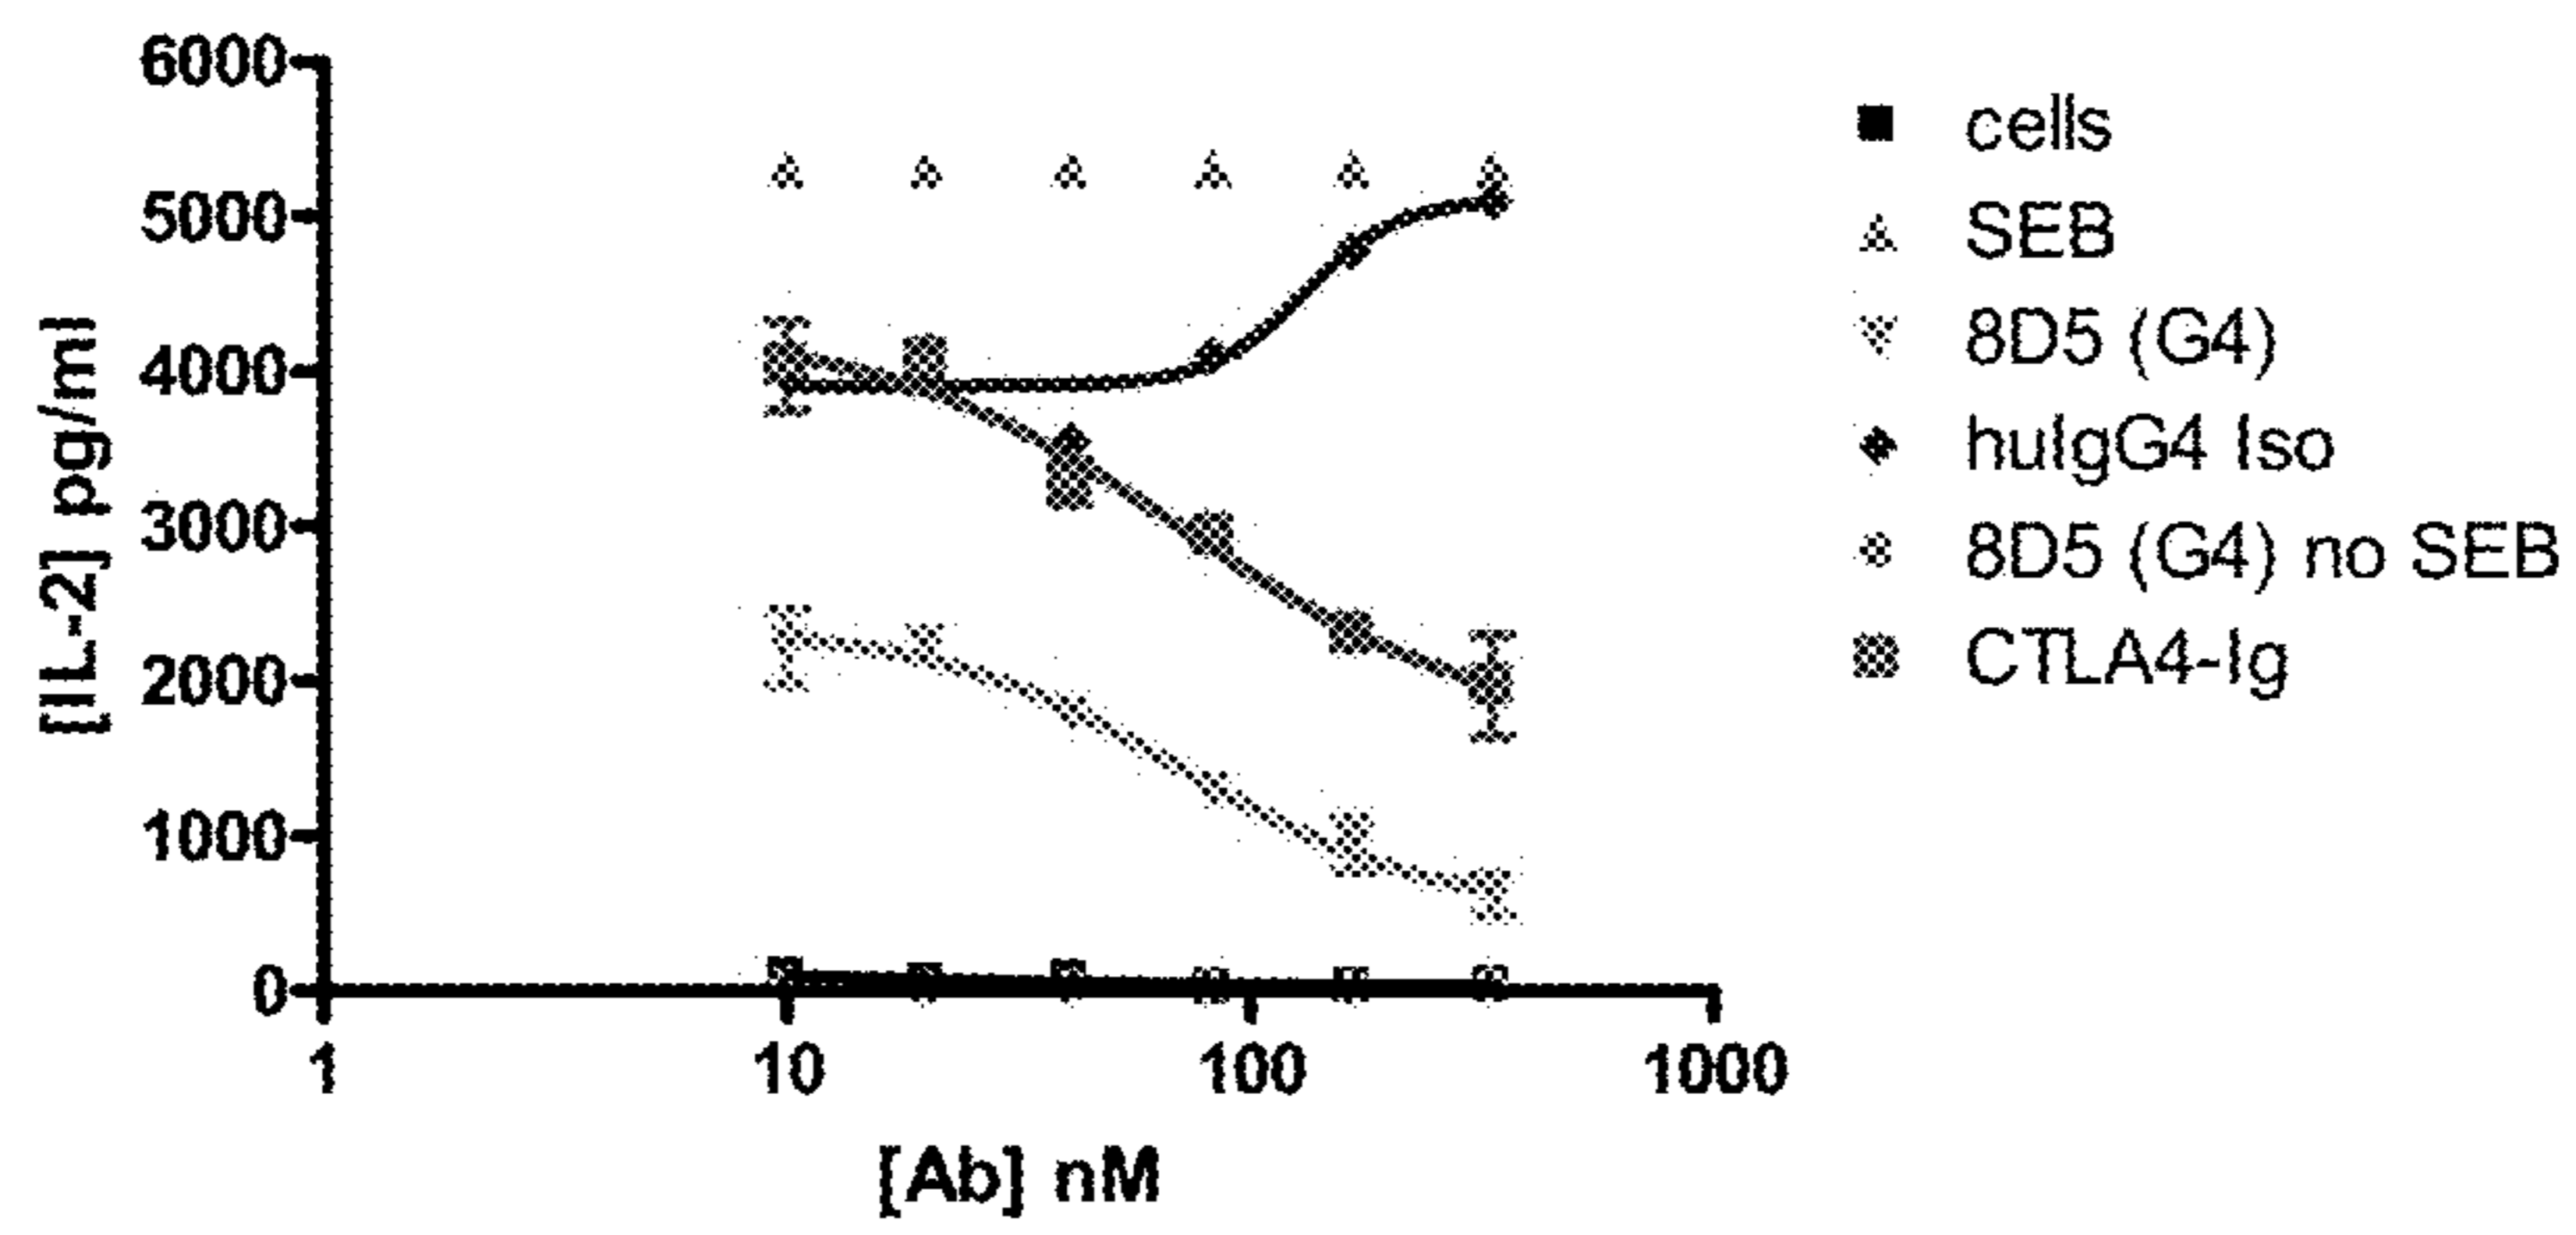 6000
5000
4000
3000
2000
1000
0
[IL-2] pg/ml
1 10 100 1000
[Ab] nM
cells
SEB
8D5 (G4)
huIgG4 Iso
8D5 (G4) no SEB
CTLA4-Ig